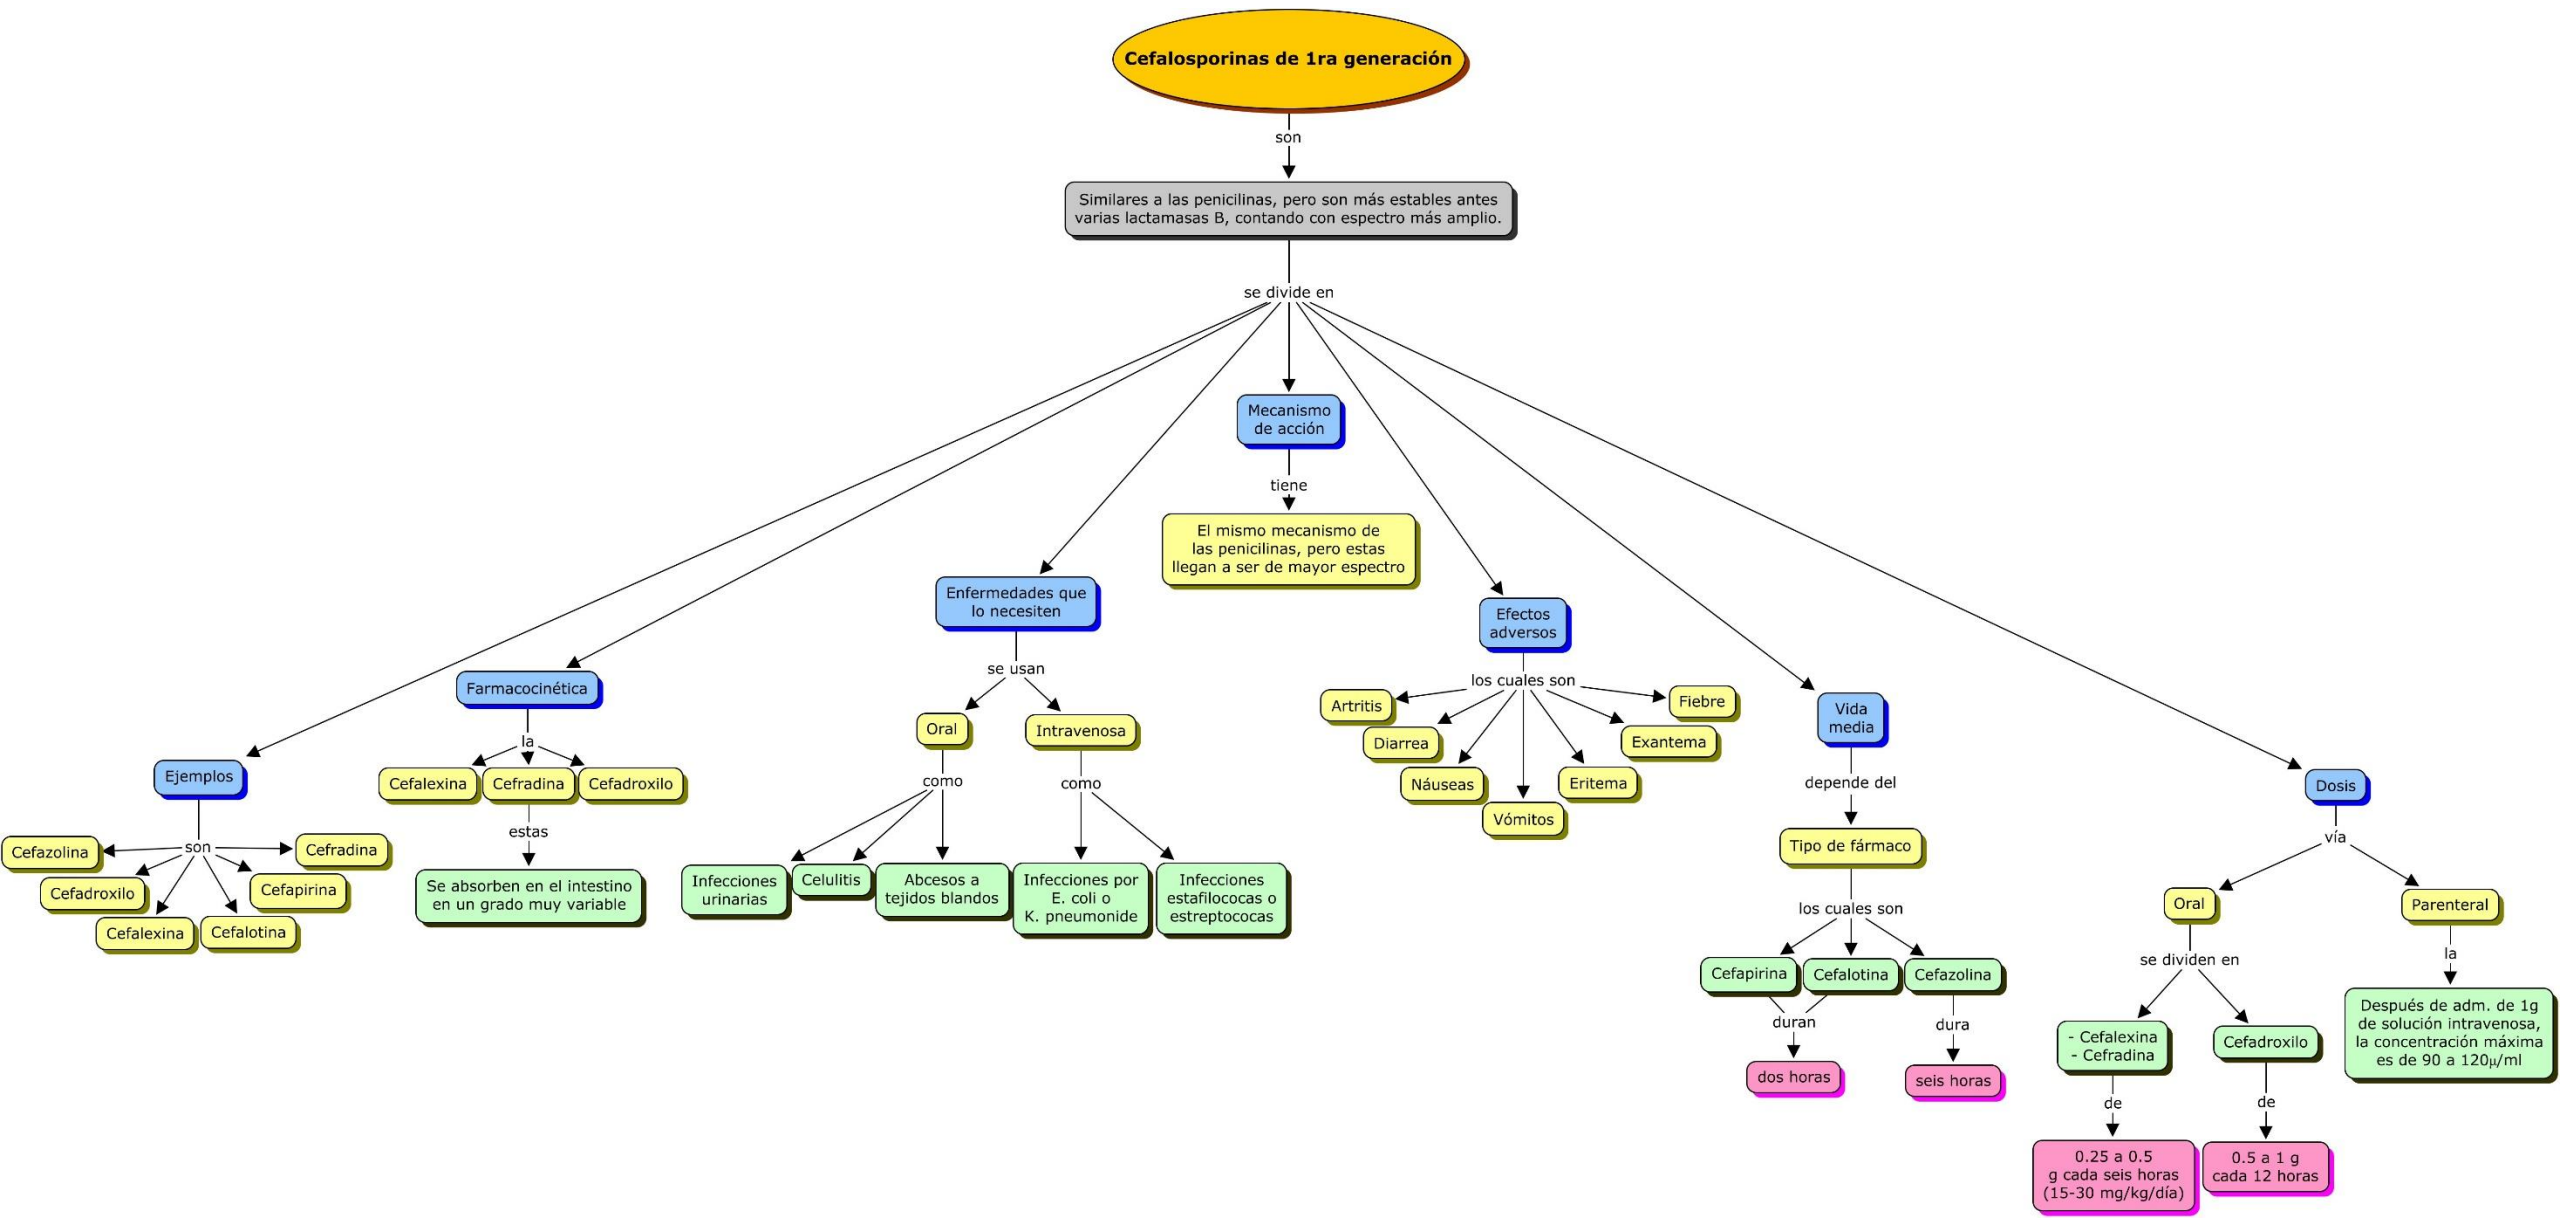 Cefalosporinas de 1ra generación
son
Similares a las penicilinas, pero son más estables antes
varias lactamasas B, contando con espectro más amplio.
se divide en
Ejemplos
son
Cefazolina
Cefadroxilo
Cefalexina
Cefalotina
Cefapirina
Cefradina
Farmacocinética
la
Cefalexina
Cefradina
Cefadroxilo
estas
Se absorben en el intestino
en un grado muy variable
Enfermedades que
lo necesiten
se usan
Oral
como
Infecciones
urinarias
Celulitis
Abcesos a
tejidos blandos
Intravenosa
como
Infecciones por
E. coli o
K. pneumonide
Infecciones
estafilococas o
estreptococas
Mecanismo
de acción
tiene
El mismo mecanismo de
las penicilinas, pero estas
llegan a ser de mayor espectro
Efectos
adversos
los cuales son
Artritis
Diarrea
Náuseas
Vómitos
Eritema
Exantema
Fiebre
Vida
media
depende del
Tipo de fármaco
los cuales son
Cefapirina
Cefalotina
Cefazolina
duran
dos horas
dura
seis horas
Dosis
vía
Oral
se dividen en
- Cefalexina
- Cefradina
de
0.25 a 0.5
g cada seis horas
(15-30 mg/kg/día)
Cefadroxilo
de
0.5 a 1 g
cada 12 horas
Parenteral
la
Después de adm. de 1g
de solución intravenosa,
la concentración máxima
es de 90 a 120μ/ml